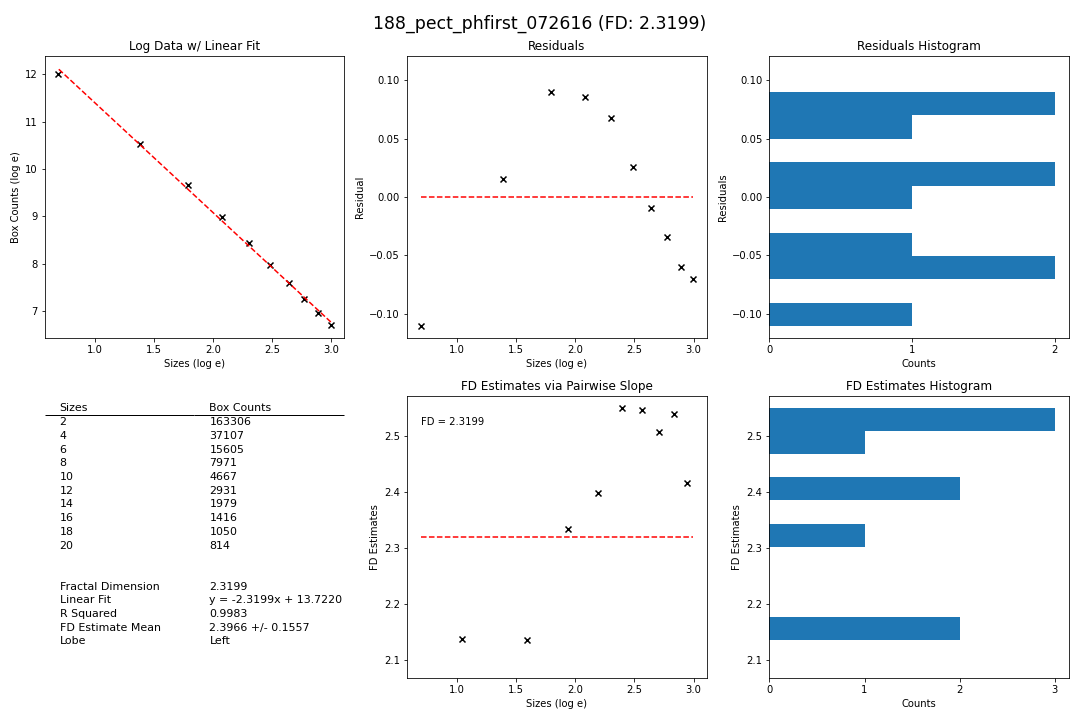 188_pect_phfirst_072616 (FD: 2.3199)
Log Data w/ Linear Fit
12
11
10
9
8
7
Box Counts (log e)
1.0 1.5 2.0 2.5 3.0
Sizes (log e)
Residuals
0.10
0.05
0.00
−0.05
−0.10
Residual
1.0 1.5 2.0 2.5 3.0
Sizes (log e)
Residuals Histogram
0.10
0.05
0.00
−0.05
−0.10
Residuals
0 1 2
Counts
Sizes Box Counts
2 163306
4 37107
6 15605
8 7971
10 4667
12 2931
14 1979
16 1416
18 1050
20 814
Fractal Dimension 2.3199
Linear Fit y = -2.3199x + 13.7220
R Squared 0.9983
FD Estimate Mean 2.3966 +/- 0.1557
Lobe Left
FD Estimates via Pairwise Slope
FD = 2.3199
2.5
2.4
2.3
2.2
2.1
FD Estimates
1.0 1.5 2.0 2.5 3.0
Sizes (log e)
FD Estimates Histogram
2.5
2.4
2.3
2.2
2.1
FD Estimates
0 1 2 3
Counts